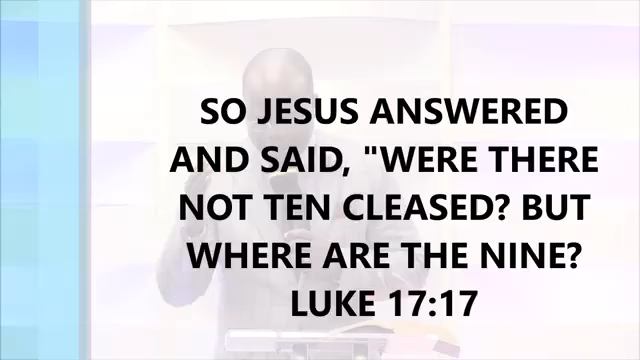 SO JESUS ANSWERED
AND SAID, "WERE THERE
NOT TEN CLEASED? BUT
WHERE ARE THE NINE?
LUKE 17:17